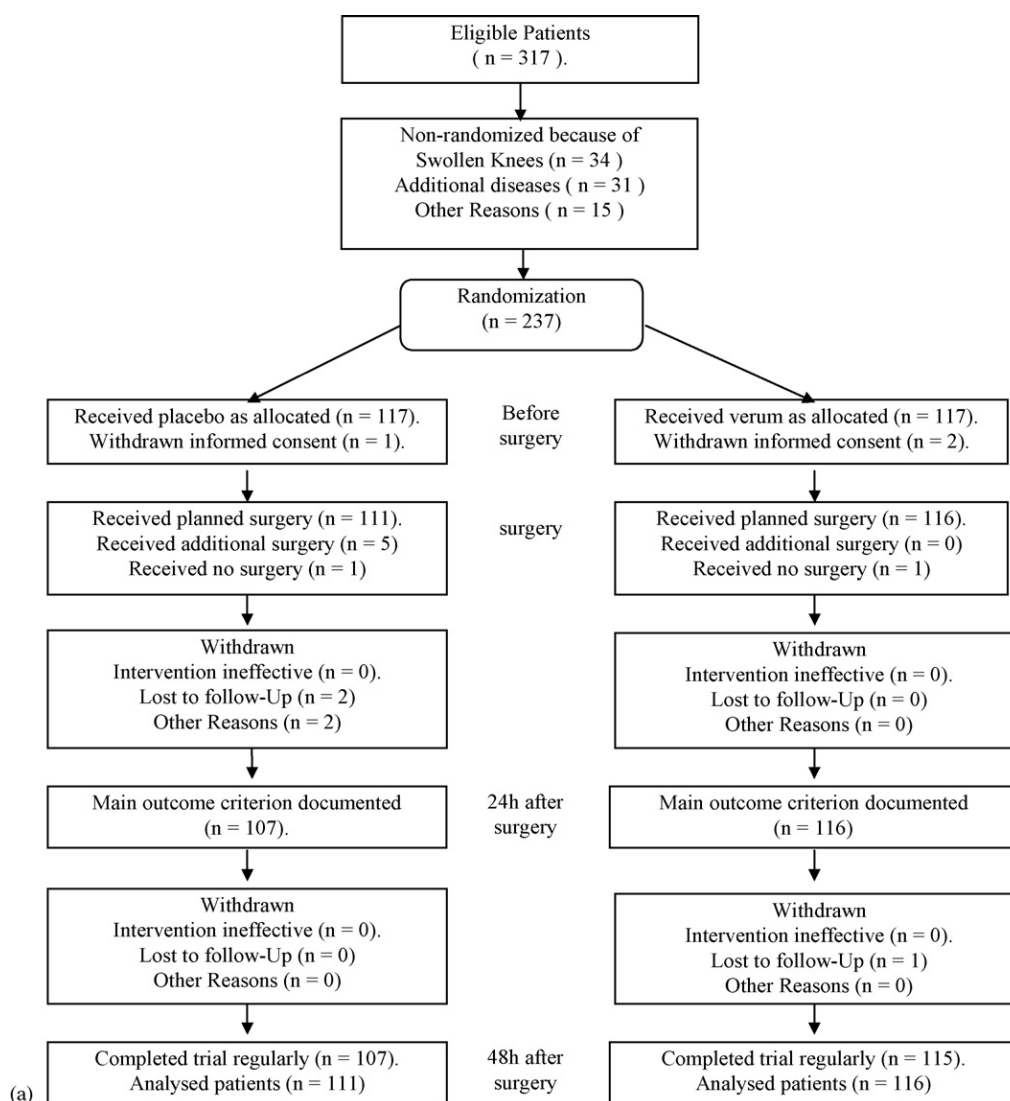 Eligible Patients
( n = 317 ).
Non-randomized because of
Swollen Knees (n = 34 )
Additional diseases ( n = 31 )
Other Reasons ( n = 15 )
Randomization
(n = 237)
Received placebo as allocated (n = 117).
Withdrawn informed consent (n = 1).
Before
surgery
Received verum as allocated (n = 117).
Withdrawn informed consent (n = 2).
Received planned surgery (n = 111).
Received additional surgery (n = 5)
Received no surgery (n = 1)
surgery
Received planned surgery (n = 116).
Received additional surgery (n = 0)
Received no surgery (n = 1)
Withdrawn
Intervention ineffective (n = 0).
Lost to follow-Up (n = 2)
Other Reasons (n = 2)
Withdrawn
Intervention ineffective (n = 0).
Lost to follow-Up (n = 0)
Other Reasons (n = 0)
Main outcome criterion documented
(n = 107).
24h after
surgery
Main outcome criterion documented
(n = 116)
Withdrawn
Intervention ineffective (n = 0).
Lost to follow-Up (n = 0)
Other Reasons (n = 0)
Withdrawn
Intervention ineffective (n = 0).
Lost to follow-Up (n = 1)
Other Reasons (n = 0)
Completed trial regularly (n = 107).
Analysed patients (n = 111)
48h after
surgery
Completed trial regularly (n = 115).
Analysed patients (n = 116)
(a)